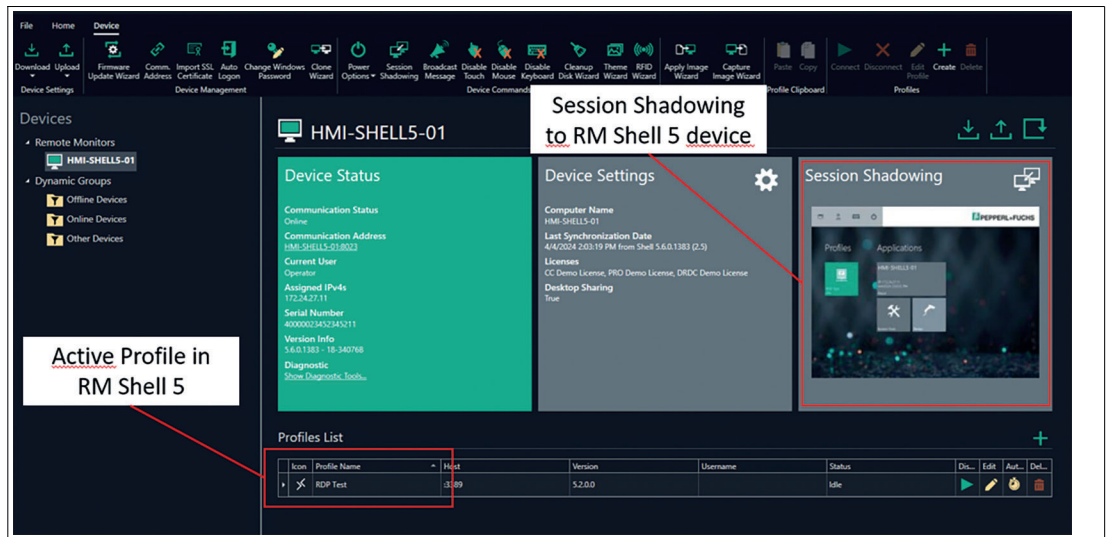 File Home Device
Download Upload Firmware Update Wizard Comm. Address Import SSL Certificate Auto Logon Change Windows Password Clone Wizard Power Options Session Shadowing Broadcast Message Disable Touch Disable Mouse Disable Keyboard Cleanup Disk Wizard Theme Wizard RFID Wizard Apply Image Wizard Capture Image Wizard Paste Copy Connect Disconnect Edit Profile Create Delete
Device Settings Device Management Device Commands Profile Clipboard Profiles
Session Shadowing
to RM Shell 5 device
Devices
Remote Monitors
HMI-SHELL5-01
Dynamic Groups
Offline Devices
Online Devices
Other Devices
HMI-SHELL5-01
Device Status
Communication Status
Online
Communication Address
HMI-SHELL5-01:8023
Current User
Operator
Assigned IPv4s
172.24.27.11
Serial Number
40000023452345211
Version Info
5.6.0.1383 - 18-340768
Diagnostic
Show Diagnostic Tools...
Device Settings
Computer Name
HMI-SHELL5-01
Last Synchronization Date
4/4/2024 2:03:19 PM from Shell 5.6.0.1383 (2.5)
Licenses
CC Demo License, PRO Demo License, DRDC Demo License
Desktop Sharing
True
Session Shadowing
PEPPERL+FUCHS
Profiles Applications
HMI-SHELL5-01
Active Profile in
RM Shell 5
Profiles List
Icon Profile Name Host Version Username Status Dis... Edit Aut... Del...
RDP Test :3389 5.2.0.0 Idle